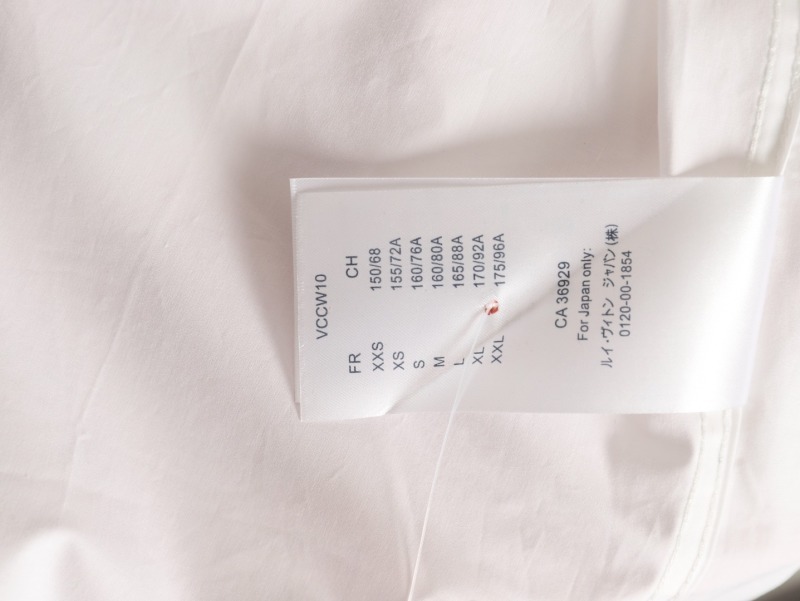 VCCW10
FR CH
XXS 150/68
XS 155/72A
S 160/76A
M 160/80A
L 165/88A
XL 170/92A
XXL 175/96A
CA 36929
For Japan only:
ルイ・ヴィトン ジャパン(株)
0120-00-1854